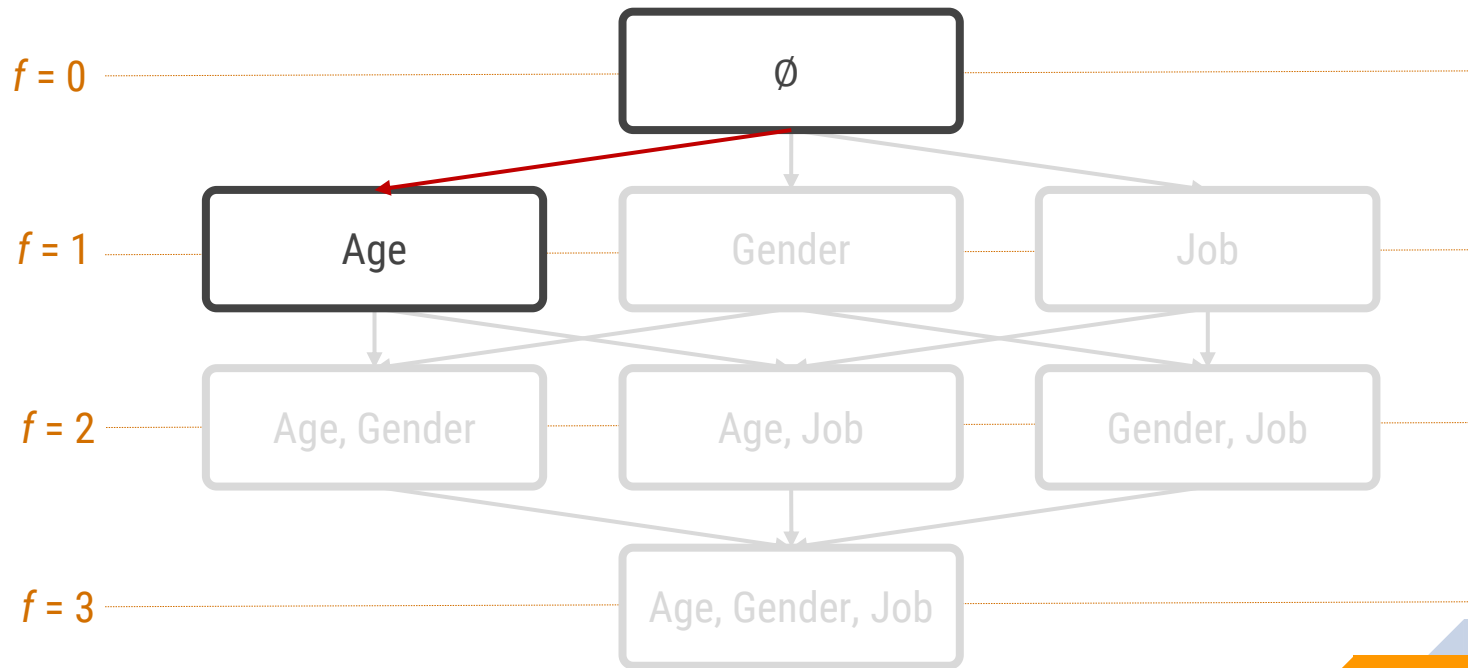 f = 0
Ø
f = 1
Age
Gender
Job
f = 2
Age, Gender
Age, Job
Gender, Job
f = 3
Age, Gender, Job